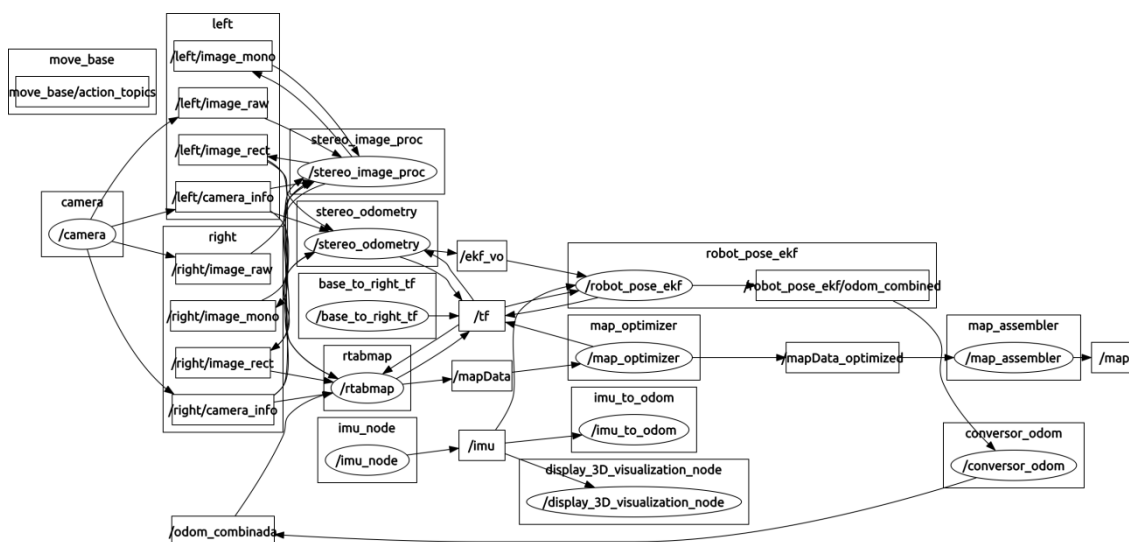 move_base
move_base/action_topics
camera
/camera
left
/left/image_mono
/left/image_raw
/left/image_rect
/left/camera_info
right
/right/image_raw
/right/image_mono
/right/image_rect
/right/camera_info
/odom_combinada
stereo_image_proc
/stereo_image_proc
stereo_odometry
/stereo_odometry
base_to_right_tf
/base_to_right_tf
rtabmap
/rtabmap
imu_node
/imu_node
/ekf_vo
/tf
/mapData
/imu
robot_pose_ekf
/robot_pose_ekf
/robot_pose_ekf/odom_combined
map_optimizer
/map_optimizer
imu_to_odom
/imu_to_odom
display_3D_visualization_node
/display_3D_visualization_node
/mapData_optimized
map_assembler
/map_assembler
/map
conversor_odom
/conversor_odom